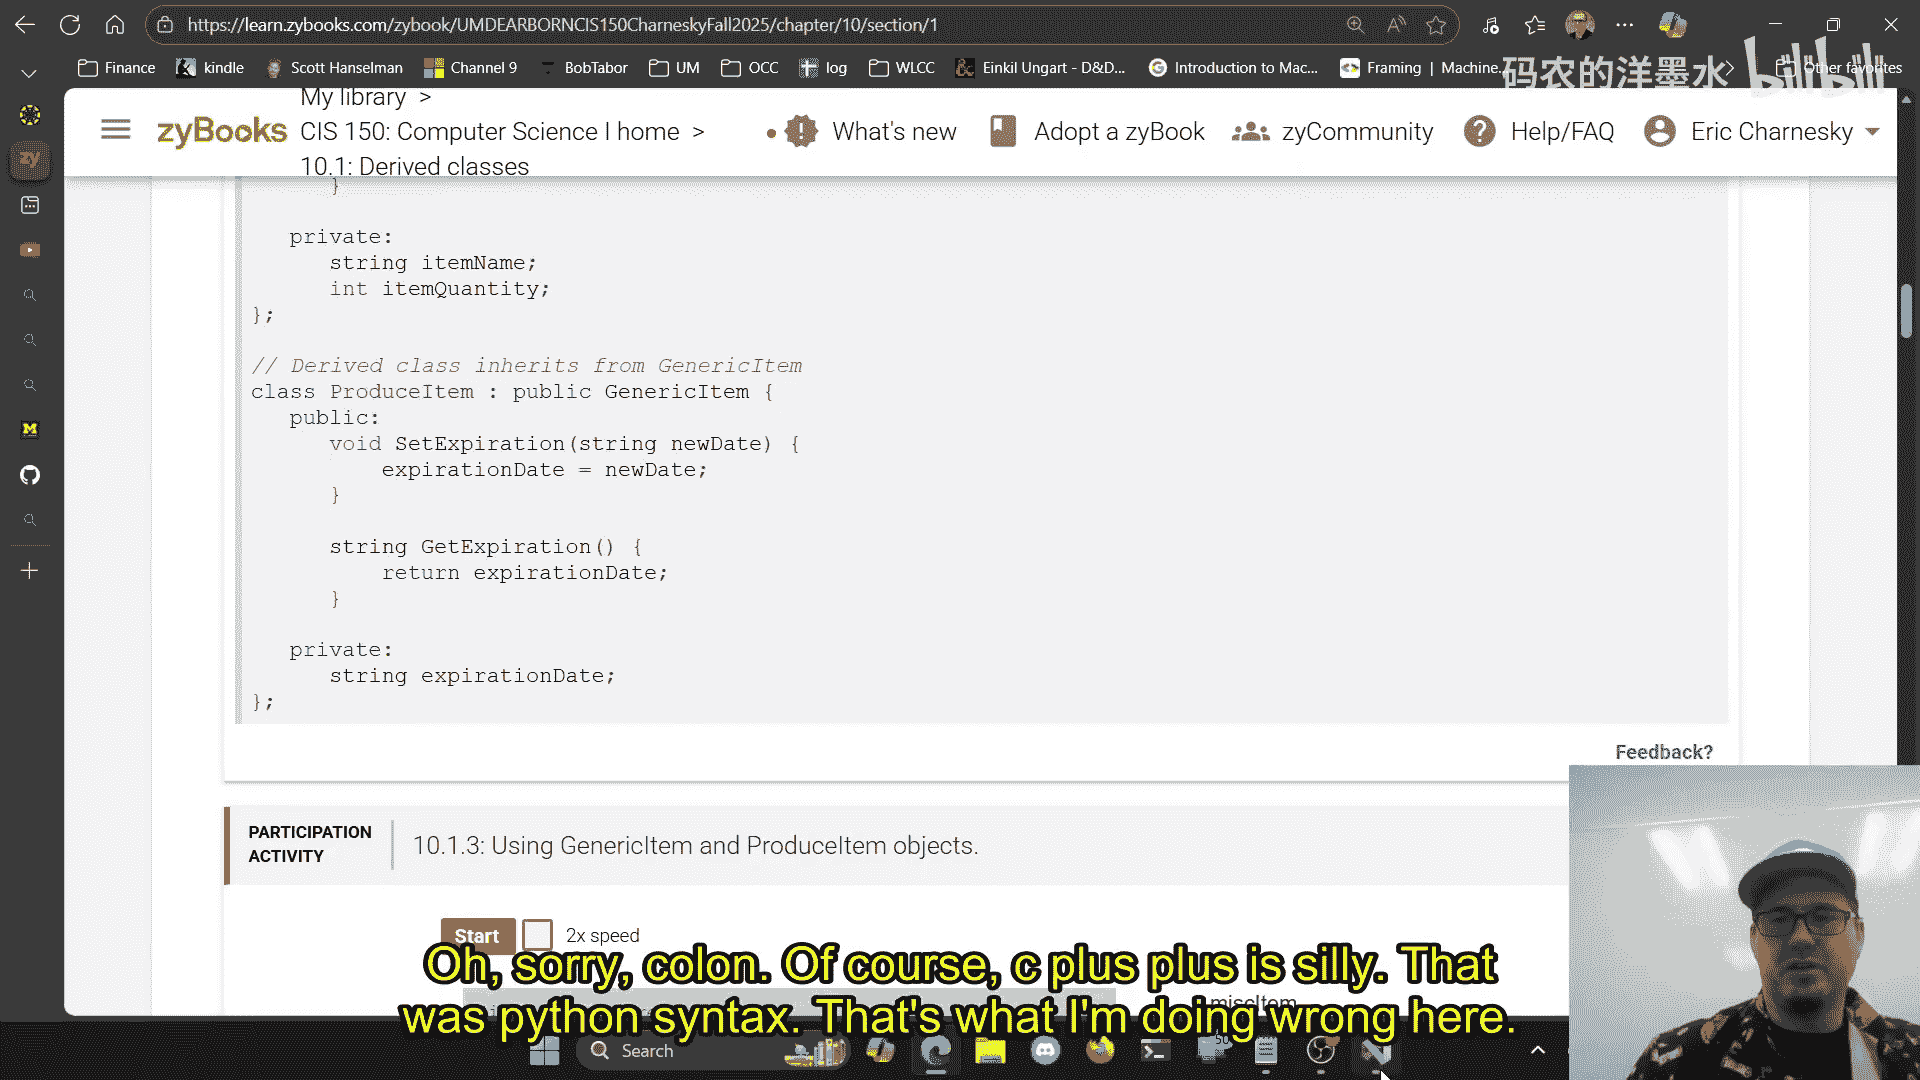 https://learn.zybooks.com/zybook/UMDEARBORNCIS150CharneskyFall2025/chapter/10/section/1
Finance
kindle
Scott Hanselman
Channel 9
BobTabor
UM
OCC
log
WLCC
Einkil Ungart - D&D...
Introduction to Mac...
Framing | Machine...
Other favorites
码农的洋墨水
bilibili
My library >
zyBooks
CIS 150: Computer Science I home >
10.1: Derived classes
What's new
Adopt a zyBook
zyCommunity
Help/FAQ
Eric Charnesky
}
private:
string itemName;
int itemQuantity;
};
// Derived class inherits from GenericItem
class ProduceItem : public GenericItem {
public:
void SetExpiration(string newDate) {
expirationDate = newDate;
}
string GetExpiration() {
return expirationDate;
}
private:
string expirationDate;
};
Feedback?
PARTICIPATION
ACTIVITY
10.1.3: Using GenericItem and ProduceItem objects.
Start
2x speed
miscItem
Oh, sorry, colon. Of course, c plus plus is silly. That
was python syntax. That's what I'm doing wrong here.
Search